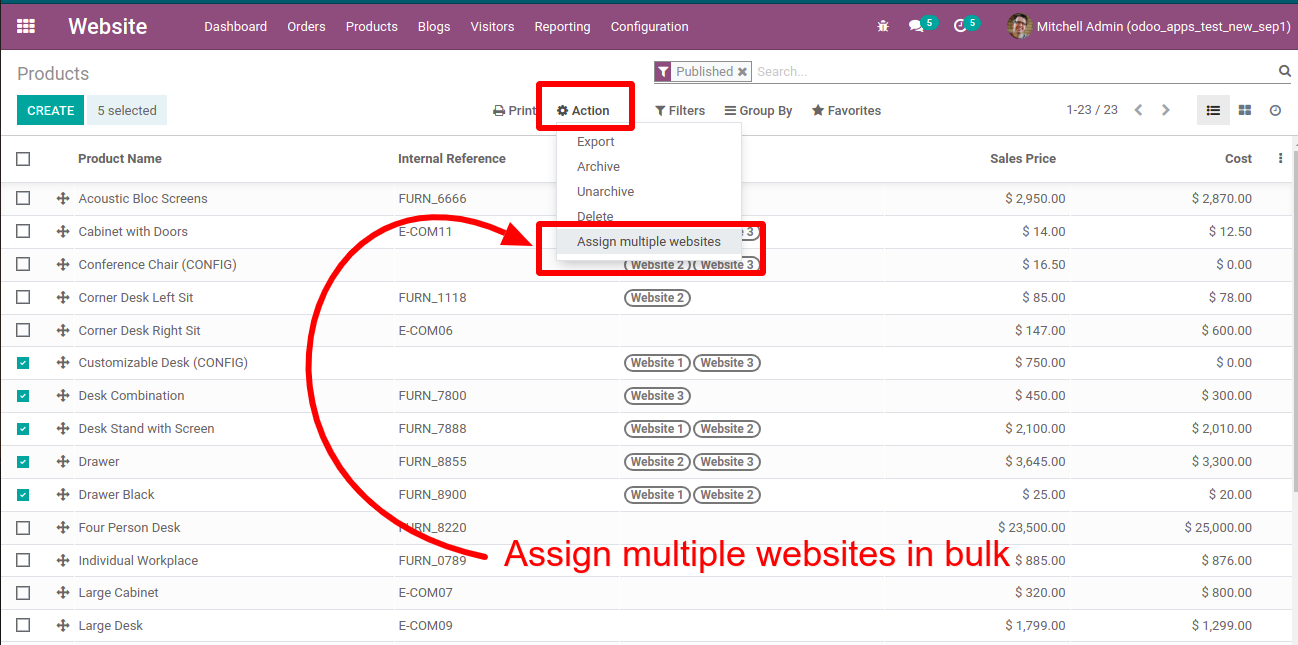 Website Dashboard Orders Products Blogs Visitors Reporting Configuration 5 5 Mitchell Admin (odoo_apps_test_new_sep1)
Products Published Search...
CREATE 5 selected Print Action Filters Group By Favorites 1-23 / 23
Export
Archive
Unarchive
Delete
Assign multiple websites
Product Name Internal Reference Sales Price Cost
Acoustic Bloc Screens FURN_6666 $ 2,950.00 $ 2,870.00
Cabinet with Doors E-COM11 3 $ 14.00 $ 12.50
Conference Chair (CONFIG) Website 2 Website 3 $ 16.50 $ 0.00
Corner Desk Left Sit FURN_1118 Website 2 $ 85.00 $ 78.00
Corner Desk Right Sit E-COM06 $ 147.00 $ 600.00
Customizable Desk (CONFIG) Website 1 Website 3 $ 750.00 $ 0.00
Desk Combination FURN_7800 Website 3 $ 450.00 $ 300.00
Desk Stand with Screen FURN_7888 Website 1 Website 2 $ 2,100.00 $ 2,010.00
Drawer FURN_8855 Website 2 Website 3 $ 3,645.00 $ 3,300.00
Drawer Black FURN_8900 Website 1 Website 2 $ 25.00 $ 20.00
Four Person Desk FURN_8220 $ 23,500.00 $ 25,000.00
Individual Workplace FURN_0789 $ 885.00 $ 876.00
Assign multiple websites in bulk
Large Cabinet E-COM07 $ 320.00 $ 800.00
Large Desk E-COM09 $ 1,799.00 $ 1,299.00